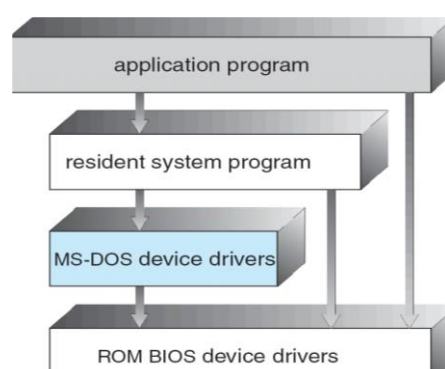 application program
resident system program
MS-DOS device drivers
ROM BIOS device drivers